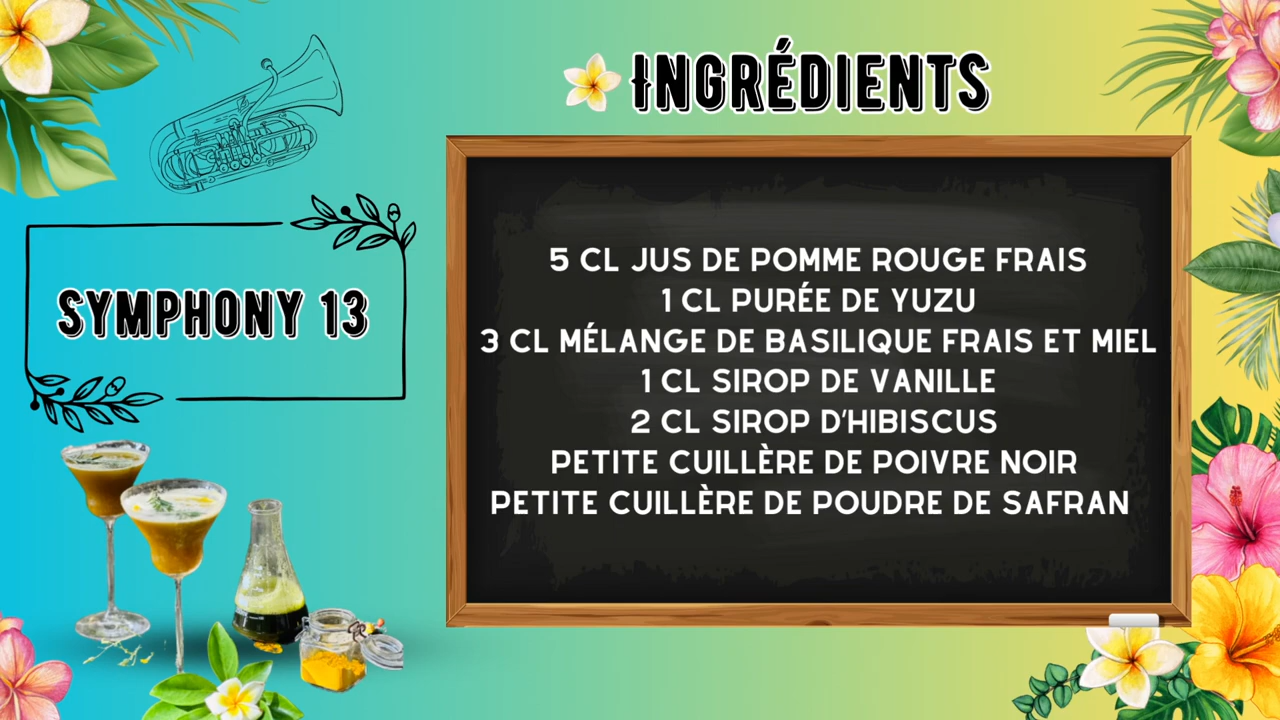 INGRÉDIENTS
SYMPHONY 13
5 CL JUS DE POMME ROUGE FRAIS
1 CL PURÉE DE YUZU
3 CL MÉLANGE DE BASILIQUE FRAIS ET MIEL
1 CL SIROP DE VANILLE
2 CL SIROP D'HIBISCUS
PETITE CUILLÈRE DE POIVRE NOIR
PETITE CUILLÈRE DE POUDRE DE SAFRAN